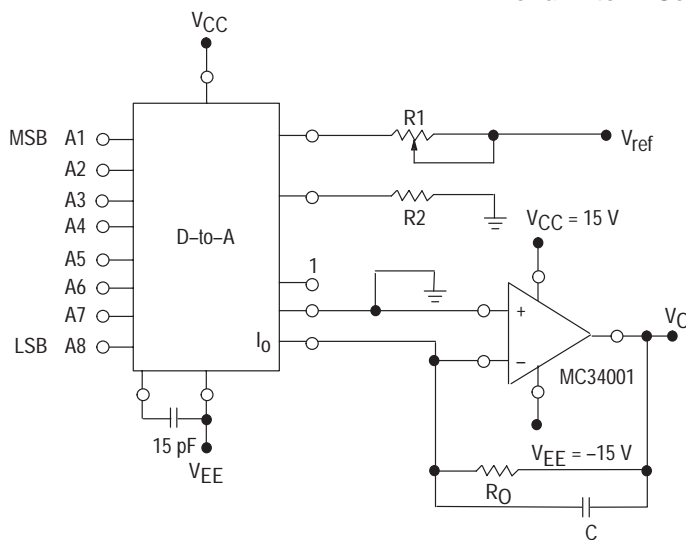 VCC
MSB A1
A2
A3
A4
A5
A6
A7
LSB A8
D–to–A
R1
Vref
R2
VCC = 15 V
1
IO
+
–
MC34001
VO
15 pF
VEE
VEE = –15 V
RO
C